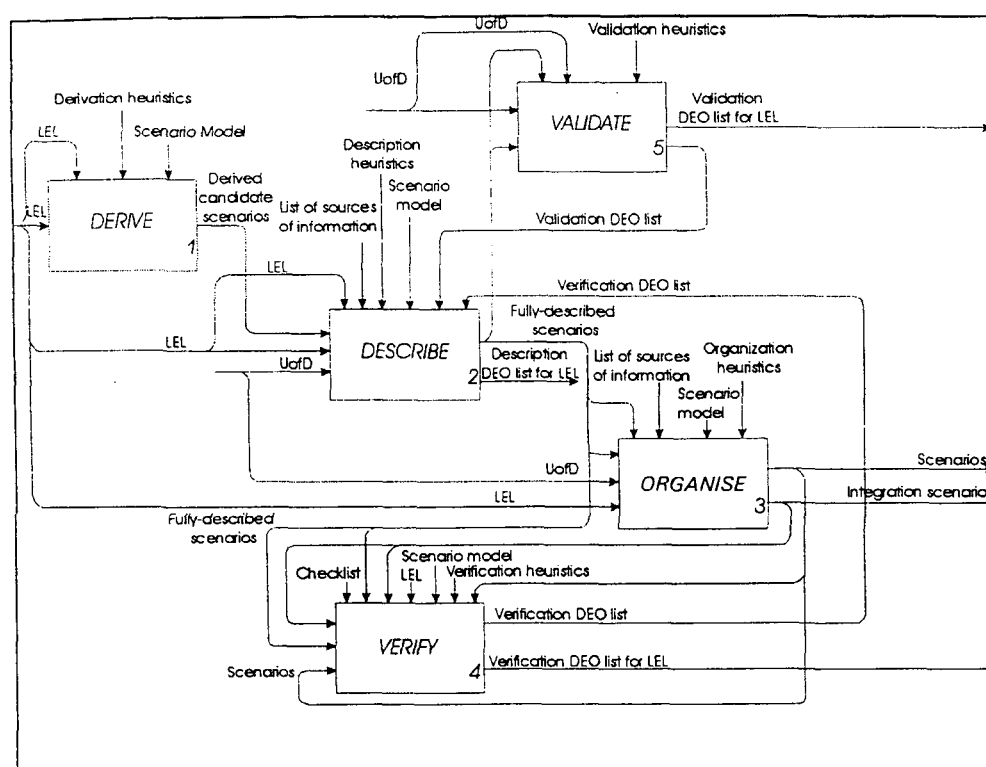 UofD
Validation heuristics
UofD
Derivation heuristics
VALIDATE
5
Validation
DEO list for LEL
LEL
Scenario Model
Description
heuristics
Derived
candidate
scenarios
Scenario
model
LEL
DERIVE
1
List of sources
of information
Validation DEO list
LEL
Verification DEO list
Fully-described
scenarios
LEL
DESCRIBE
2
UofD
Description
DEO list for LEL
List of sources
of information
Organization
heuristics
Scenario
model
Scenarios
UofD
ORGANISE
3
LEL
Integration scenario
Fully-described
scenarios
Scenario model
Checklist
LEL
Verification heuristics
Verification DEO list
VERIFY
4
Scenarios
Verification DEO list for LEL